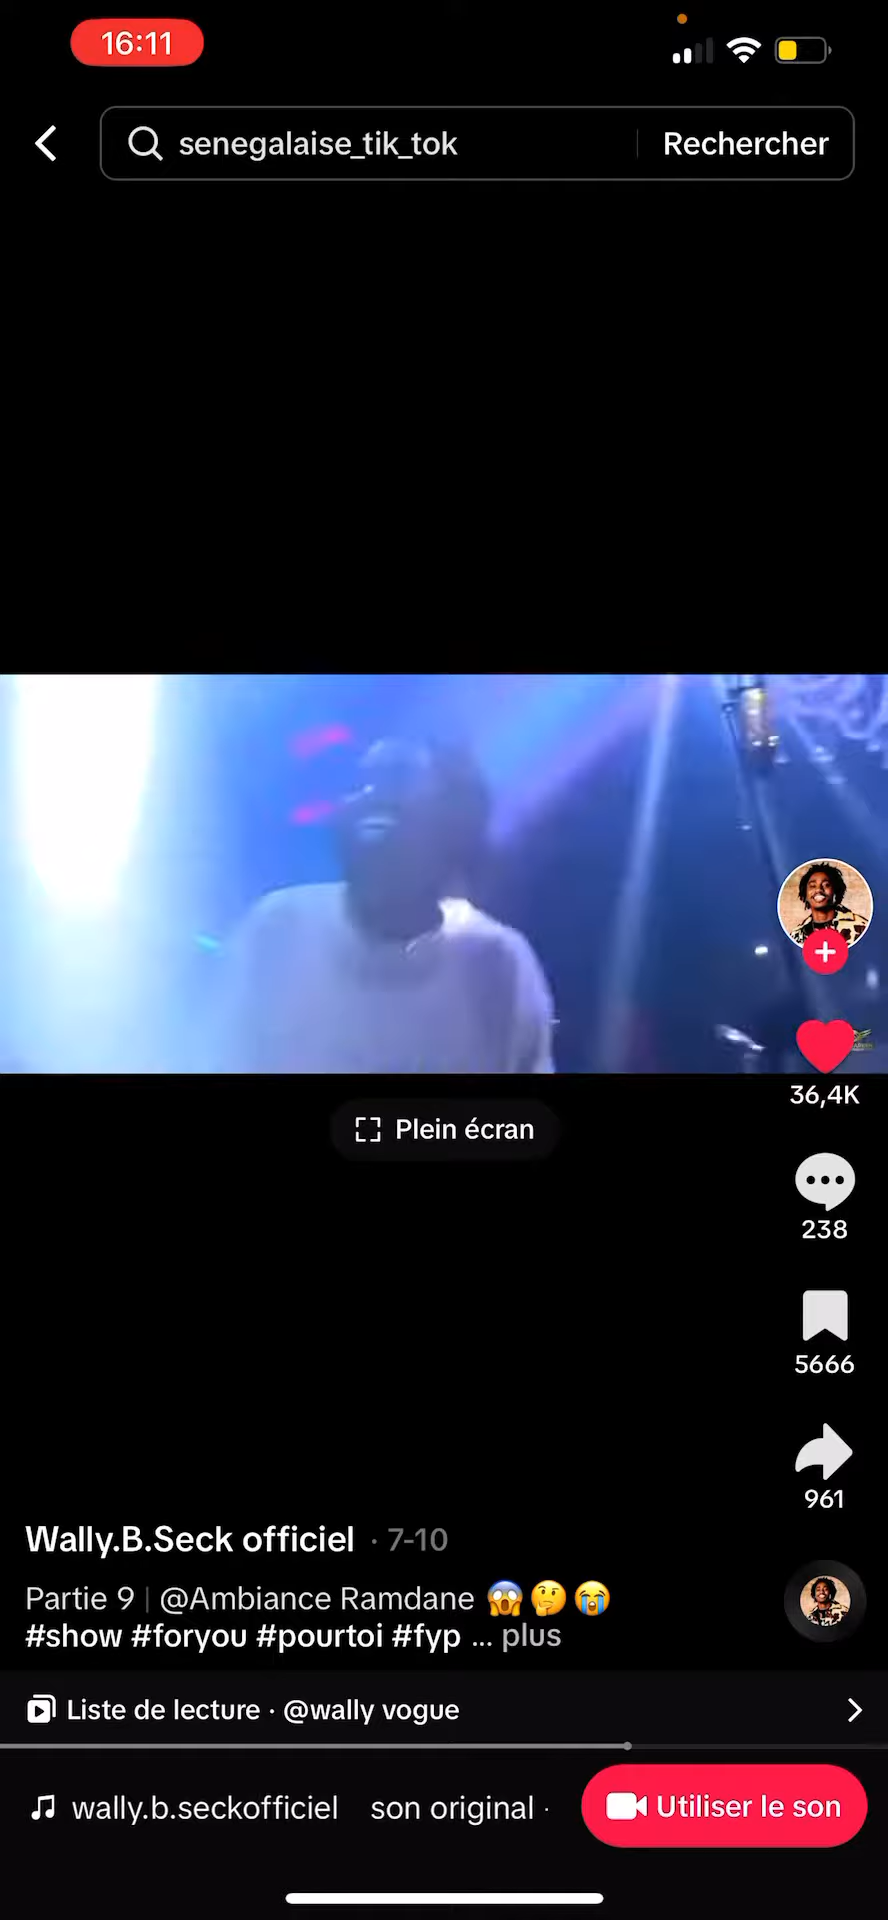 16:11
senegalaise_tik_tok
Rechercher
Plein écran
36,4K
238
5666
961
Wally.B.Seck officiel · 7-10
Partie 9 | @Ambiance Ramdane 😱🤔😭
#show #foryou #pourtoi #fyp ... plus
Liste de lecture · @wally vogue
wally.b.seckofficiel son original ·
Utiliser le son